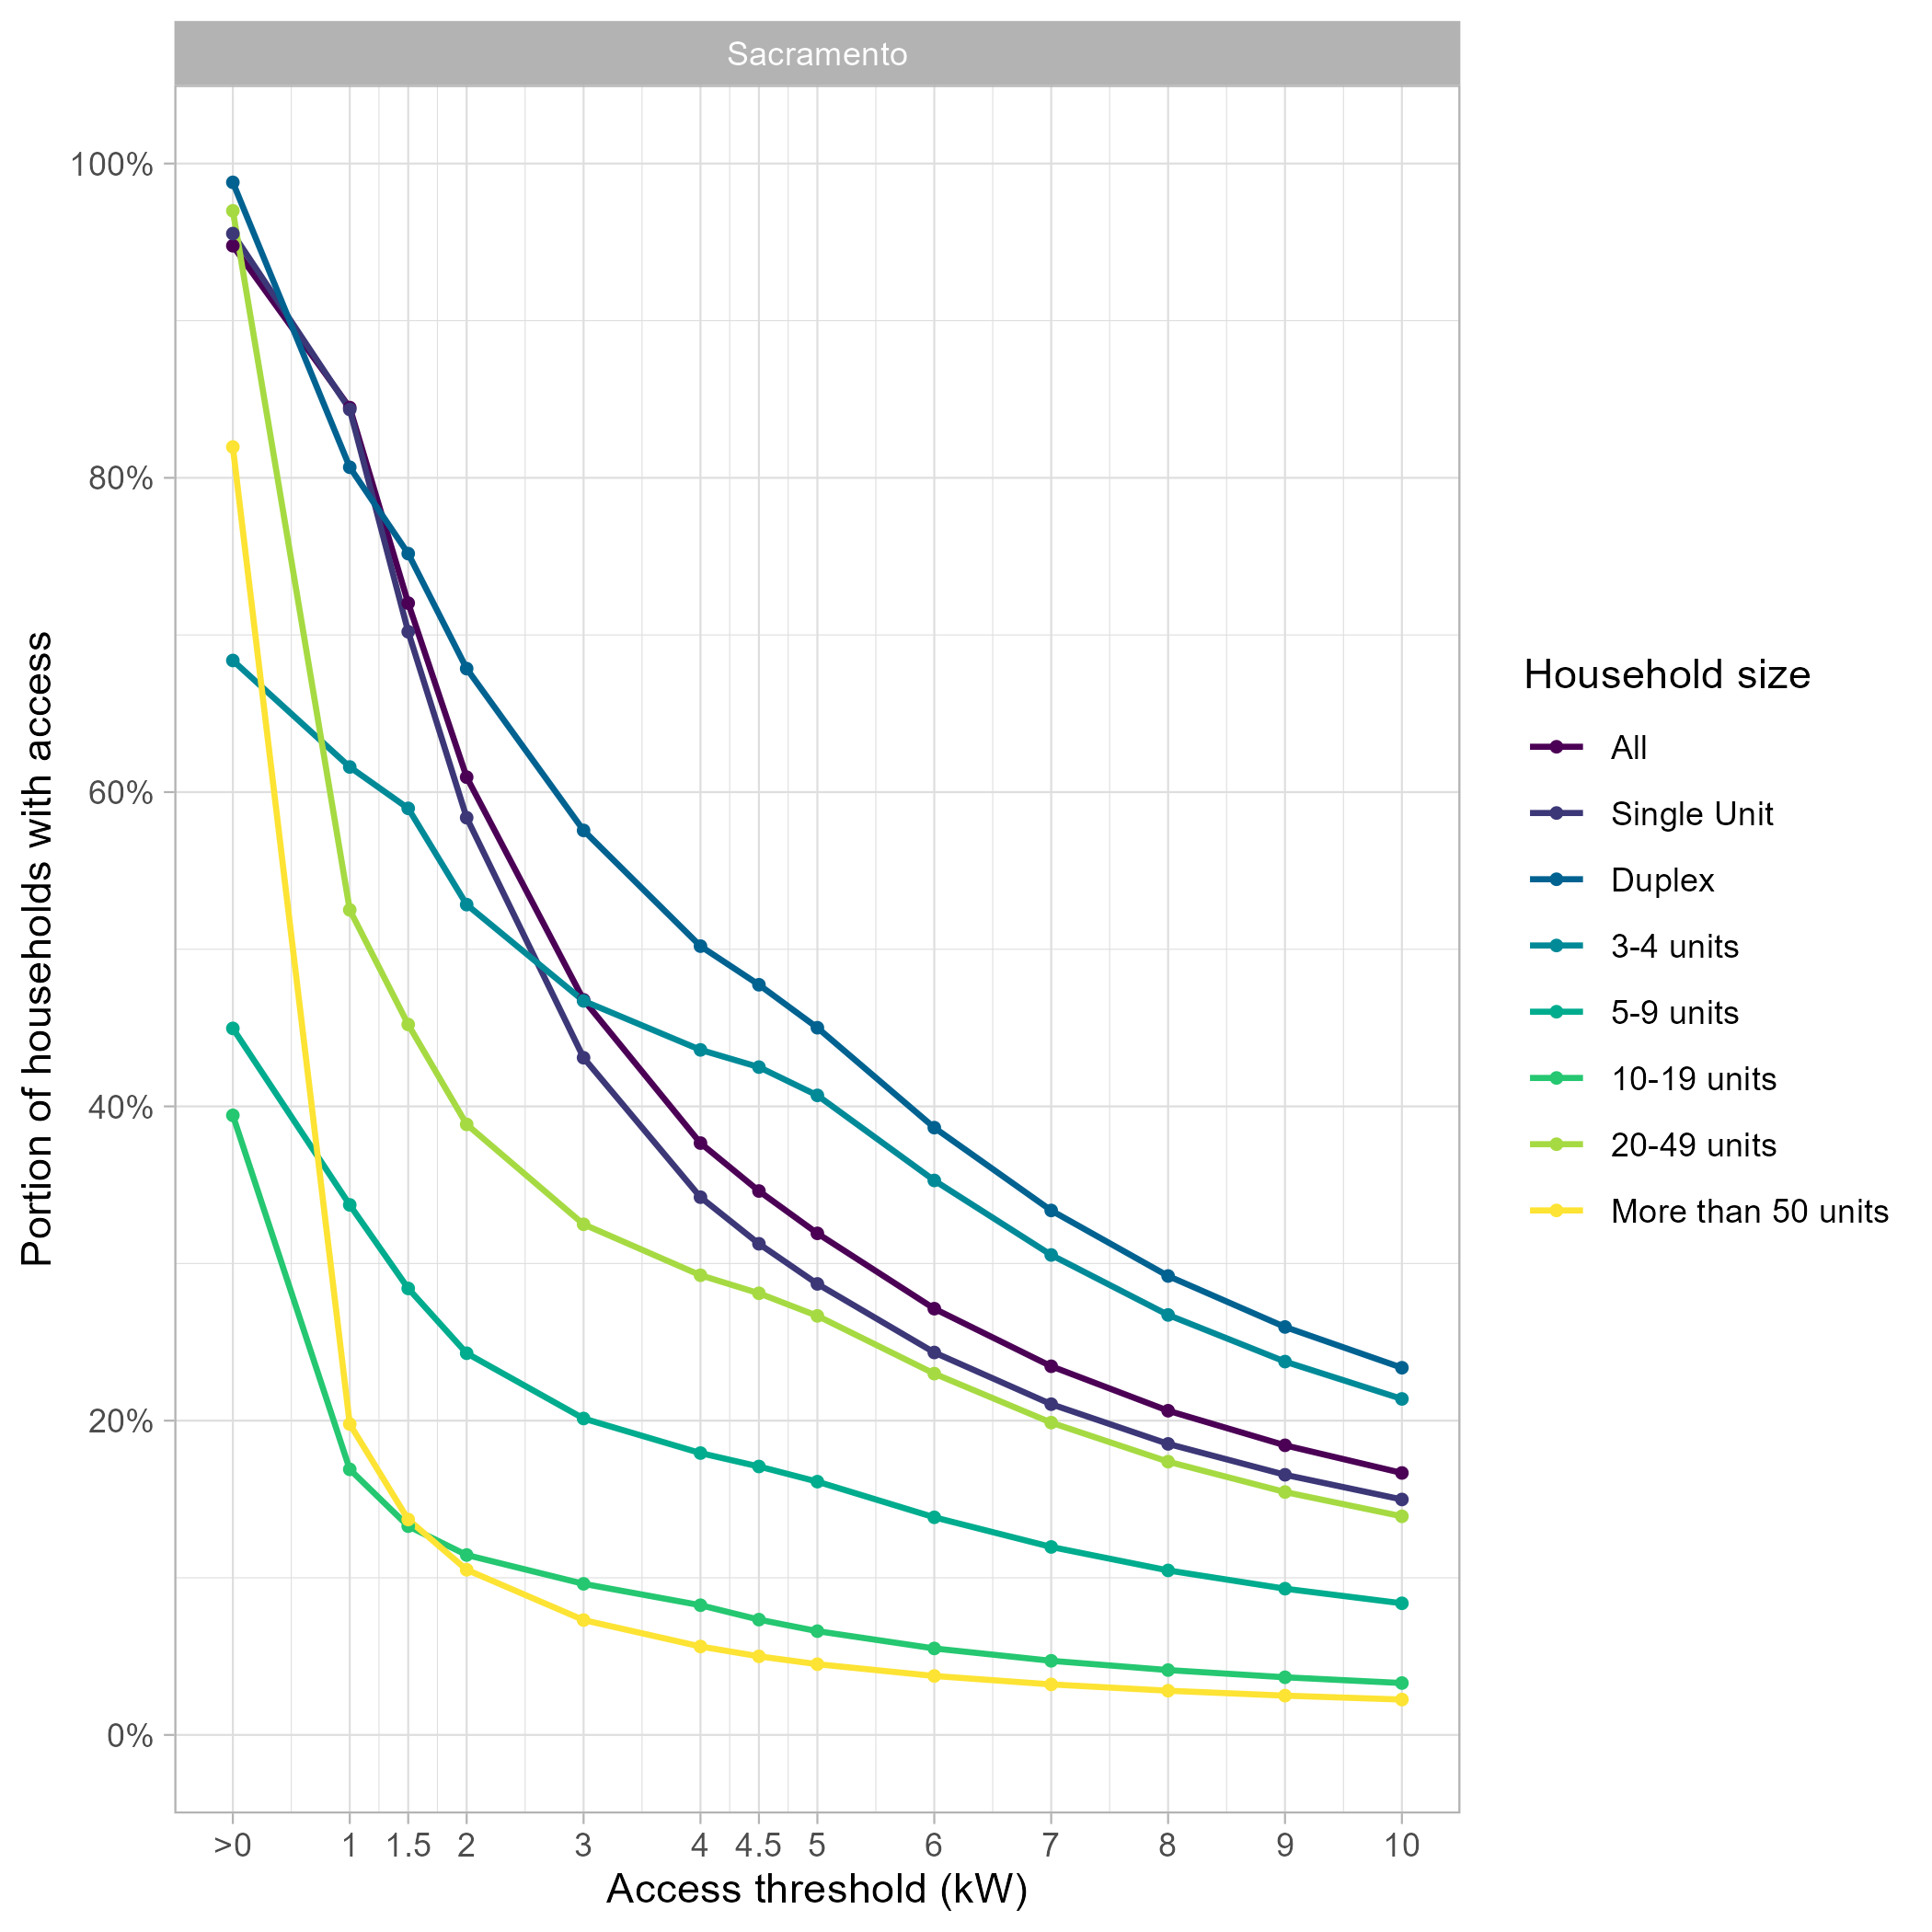 Sacramento
100%
80%
60%
40%
20%
0%
Portion of households with access
>0 1 1.5 2 3 4 4.5 5 6 7 8 9 10
Access threshold (kW)
Household size
All
Single Unit
Duplex
3-4 units
5-9 units
10-19 units
20-49 units
More than 50 units